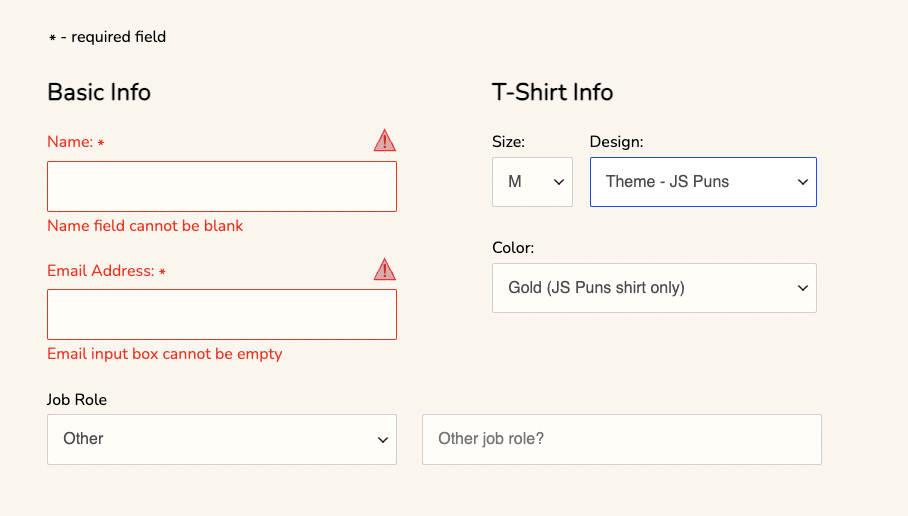 * - required field
Basic Info
Name: *
Name field cannot be blank
Email Address: *
Email input box cannot be empty
Job Role
Other
Other job role?
T-Shirt Info
Size:
Design:
M
Theme - JS Puns
Color:
Gold (JS Puns shirt only)